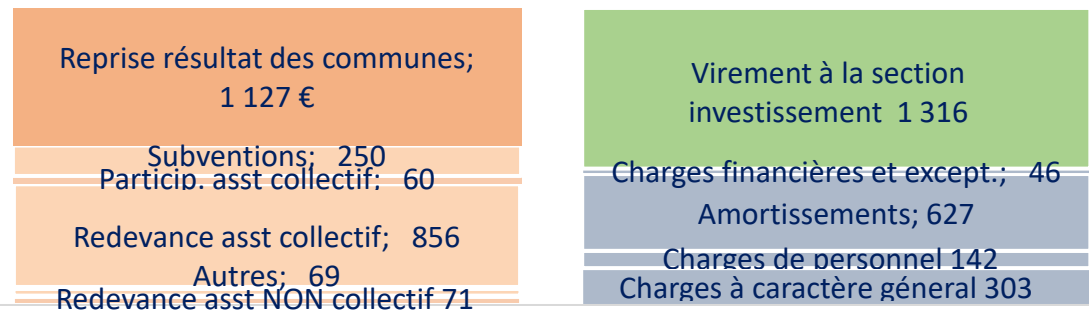 Reprise résultat des communes;
1 127 €
Subventions; 250
Particip. asst collectif; 60
Redevance asst collectif; 856
Autres; 69
Redevance asst NON collectif 71
Virement à la section
investissement 1 316
Charges financières et except.; 46
Amortissements; 627
Charges de personnel 142
Charges à caractère géneral 303